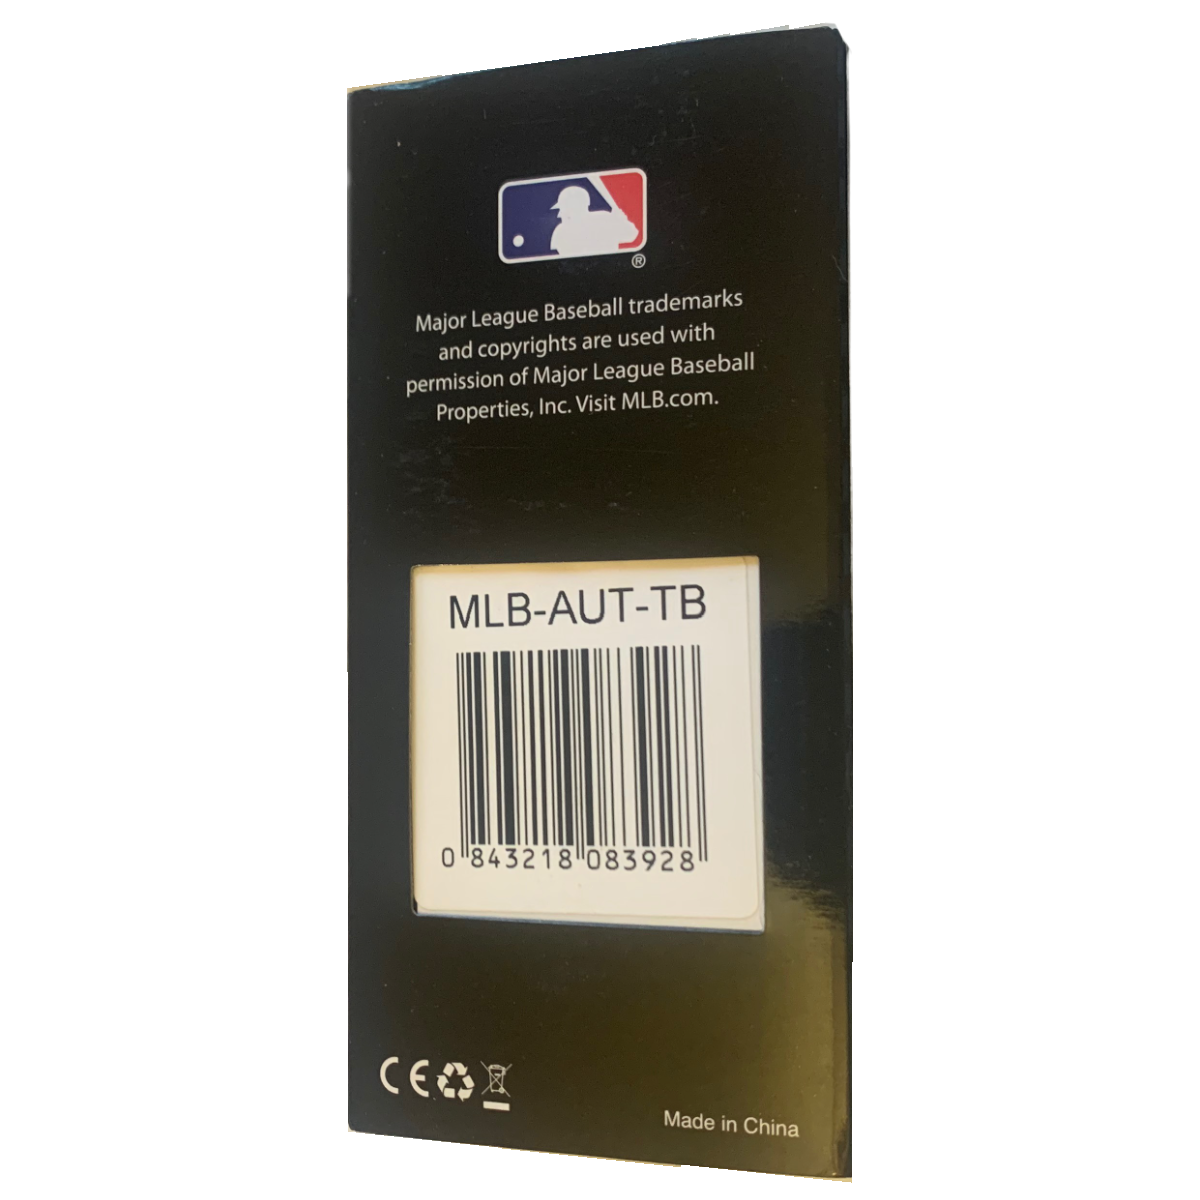 ®
Major League Baseball trademarks
and copyrights are used with
permission of Major League Baseball
Properties, Inc. Visit MLB.com.
MLB-AUT-TB
0 843218 083928
CE
Made in China